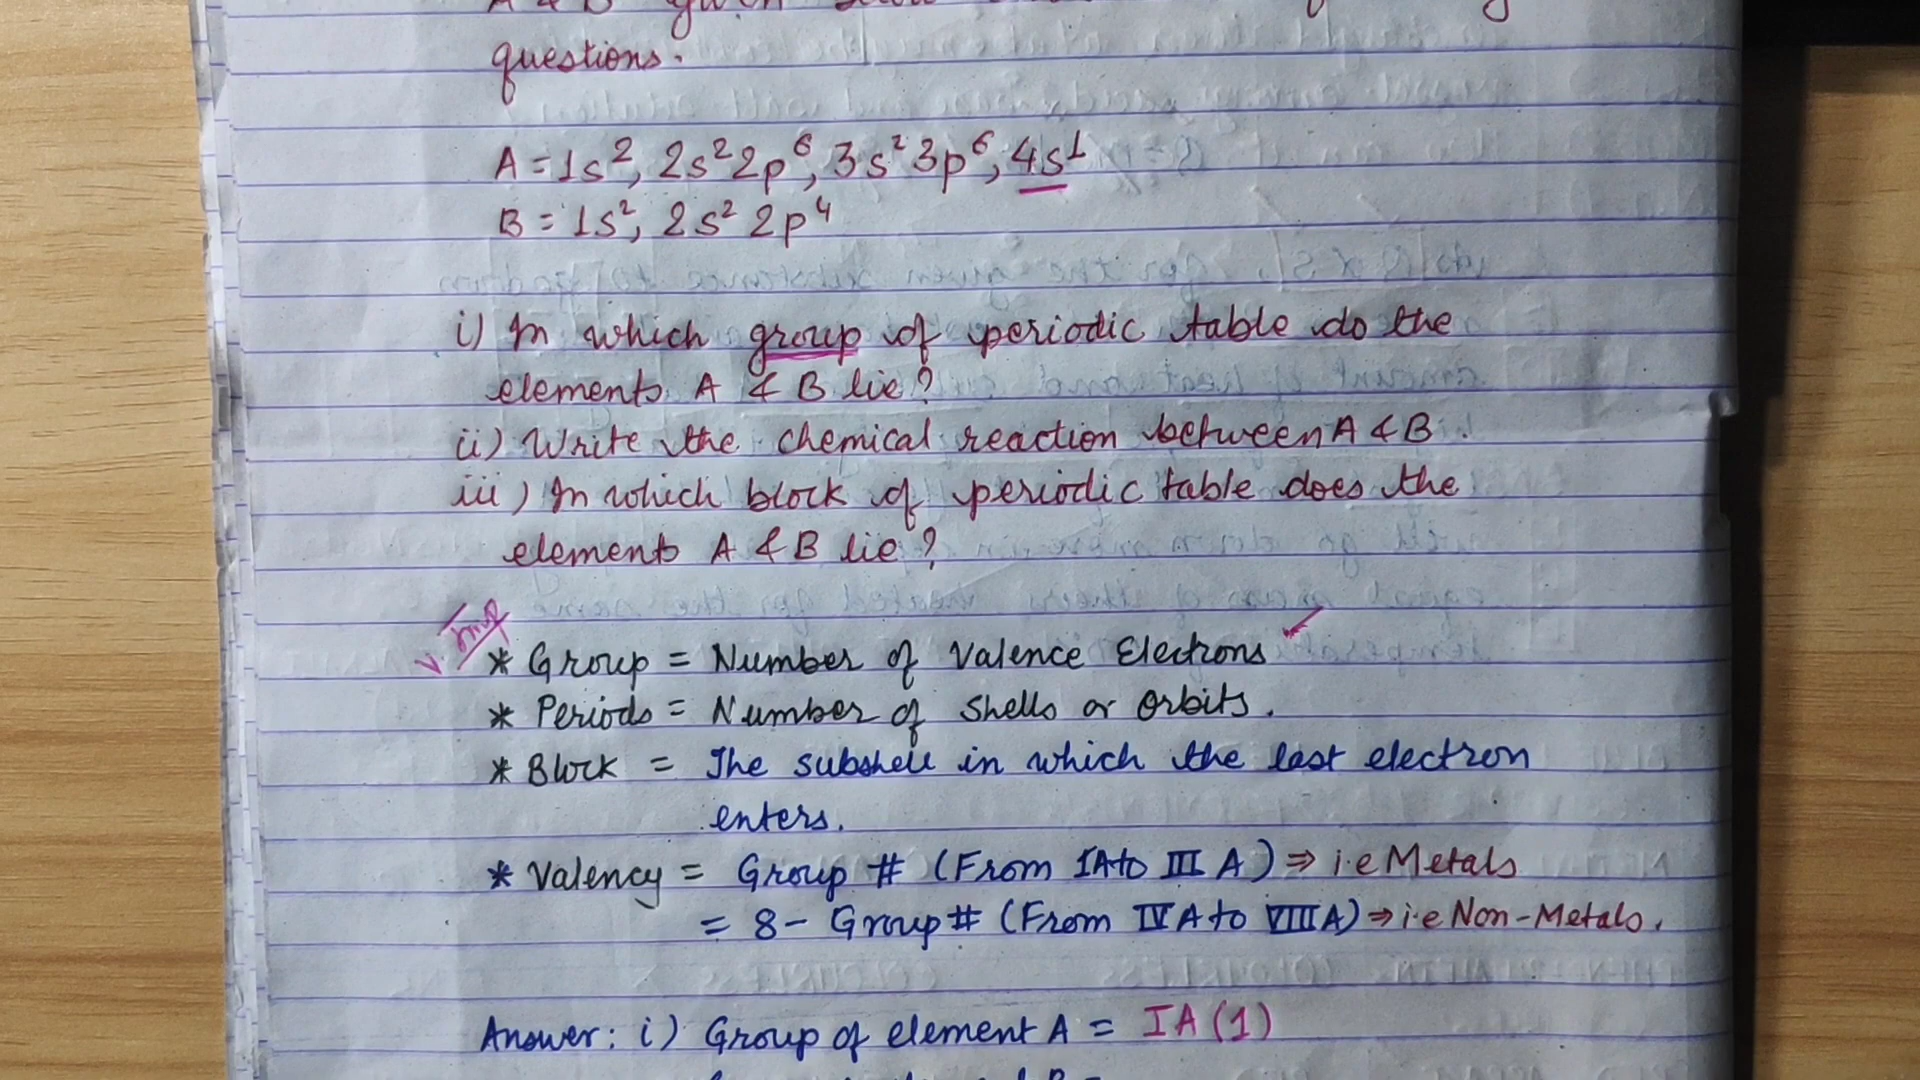 questions.
A = 1s², 2s² 2p⁶, 3s² 3p⁶, 4s¹
B = 1s², 2s² 2p⁴
i) In which group of periodic table do the
elements A & B lie?
ii) Write the chemical reaction between A & B.
iii) In which block of periodic table does the
elements A & B lie?
V. Imp
* Group = Number of Valence Electrons ✓
* Periods = Number of Shells or Orbits.
* Block = The subshell in which the last electron
enters.
* Valency = Group # (From IA to III A) ⇒ i.e Metals
= 8 - Group # (From IV A to VIII A) ⇒ i.e Non-Metals.
Answer: i) Group of element A = IA (1)